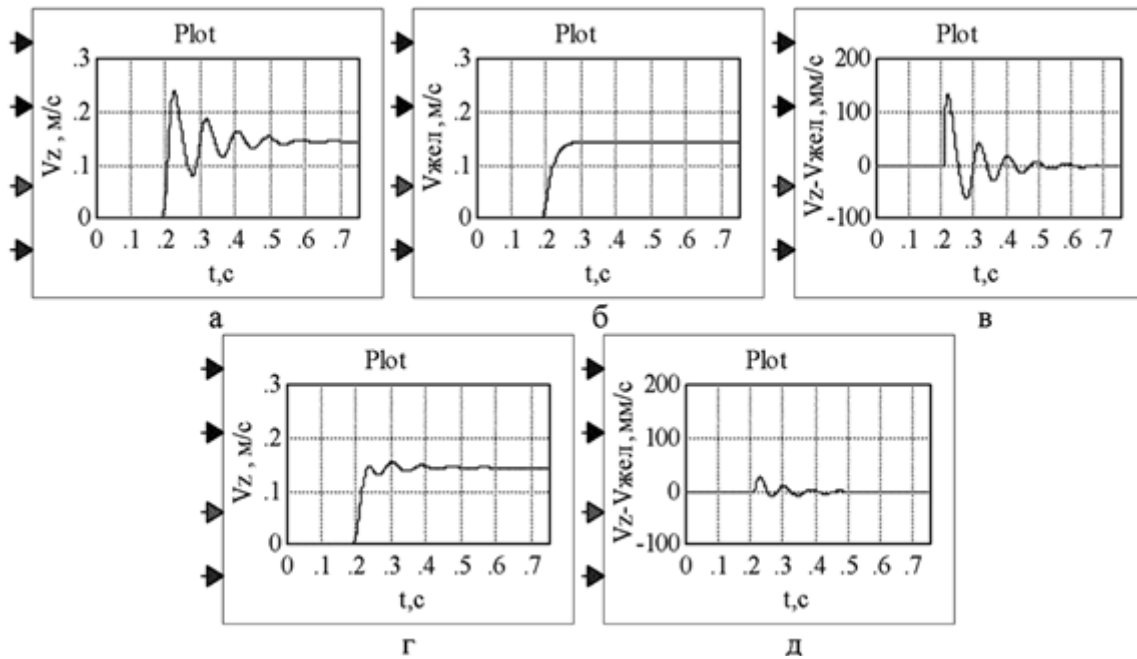 Plot
.3
.2
.1
0
Vz , м/с
0 .1 .2 .3 .4 .5 .6 .7
t,c
а
Plot
.3
.2
.1
0
Vжел , м/с
0 .1 .2 .3 .4 .5 .6 .7
t,c
б
Plot
200
100
0
-100
Vz-Vжел , мм/с
0 .1 .2 .3 .4 .5 .6 .7
t,c
в
Plot
.3
.2
.1
0
Vz , м/с
0 .1 .2 .3 .4 .5 .6 .7
t,c
г
Plot
200
100
0
-100
Vz-Vжел , мм/с
0 .1 .2 .3 .4 .5 .6 .7
t,c
д